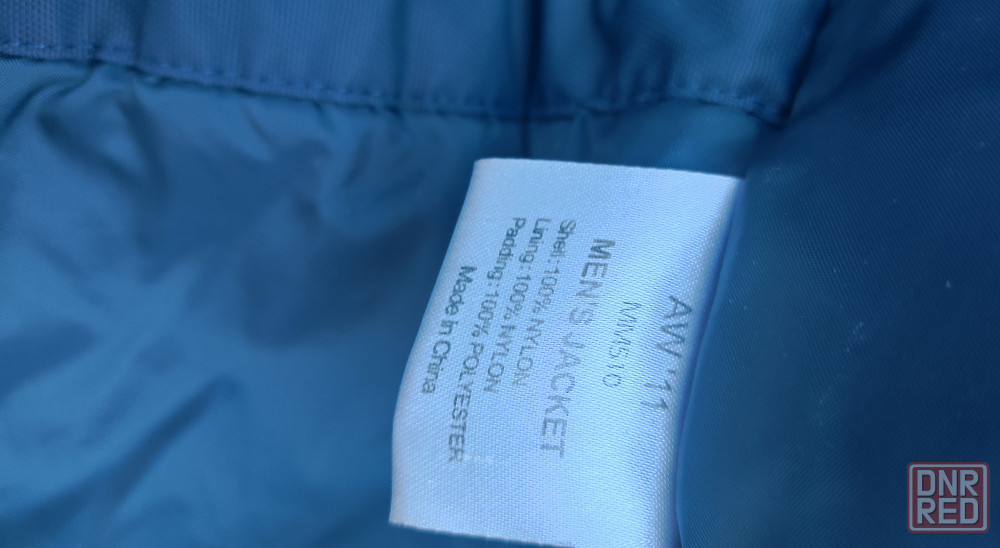 AW'11
MM510
MEN'S JACKET
Shell:100% NYLON
Lining:100% NYLON
Padding:100% POLYESTER
Made in China
DNR
RED